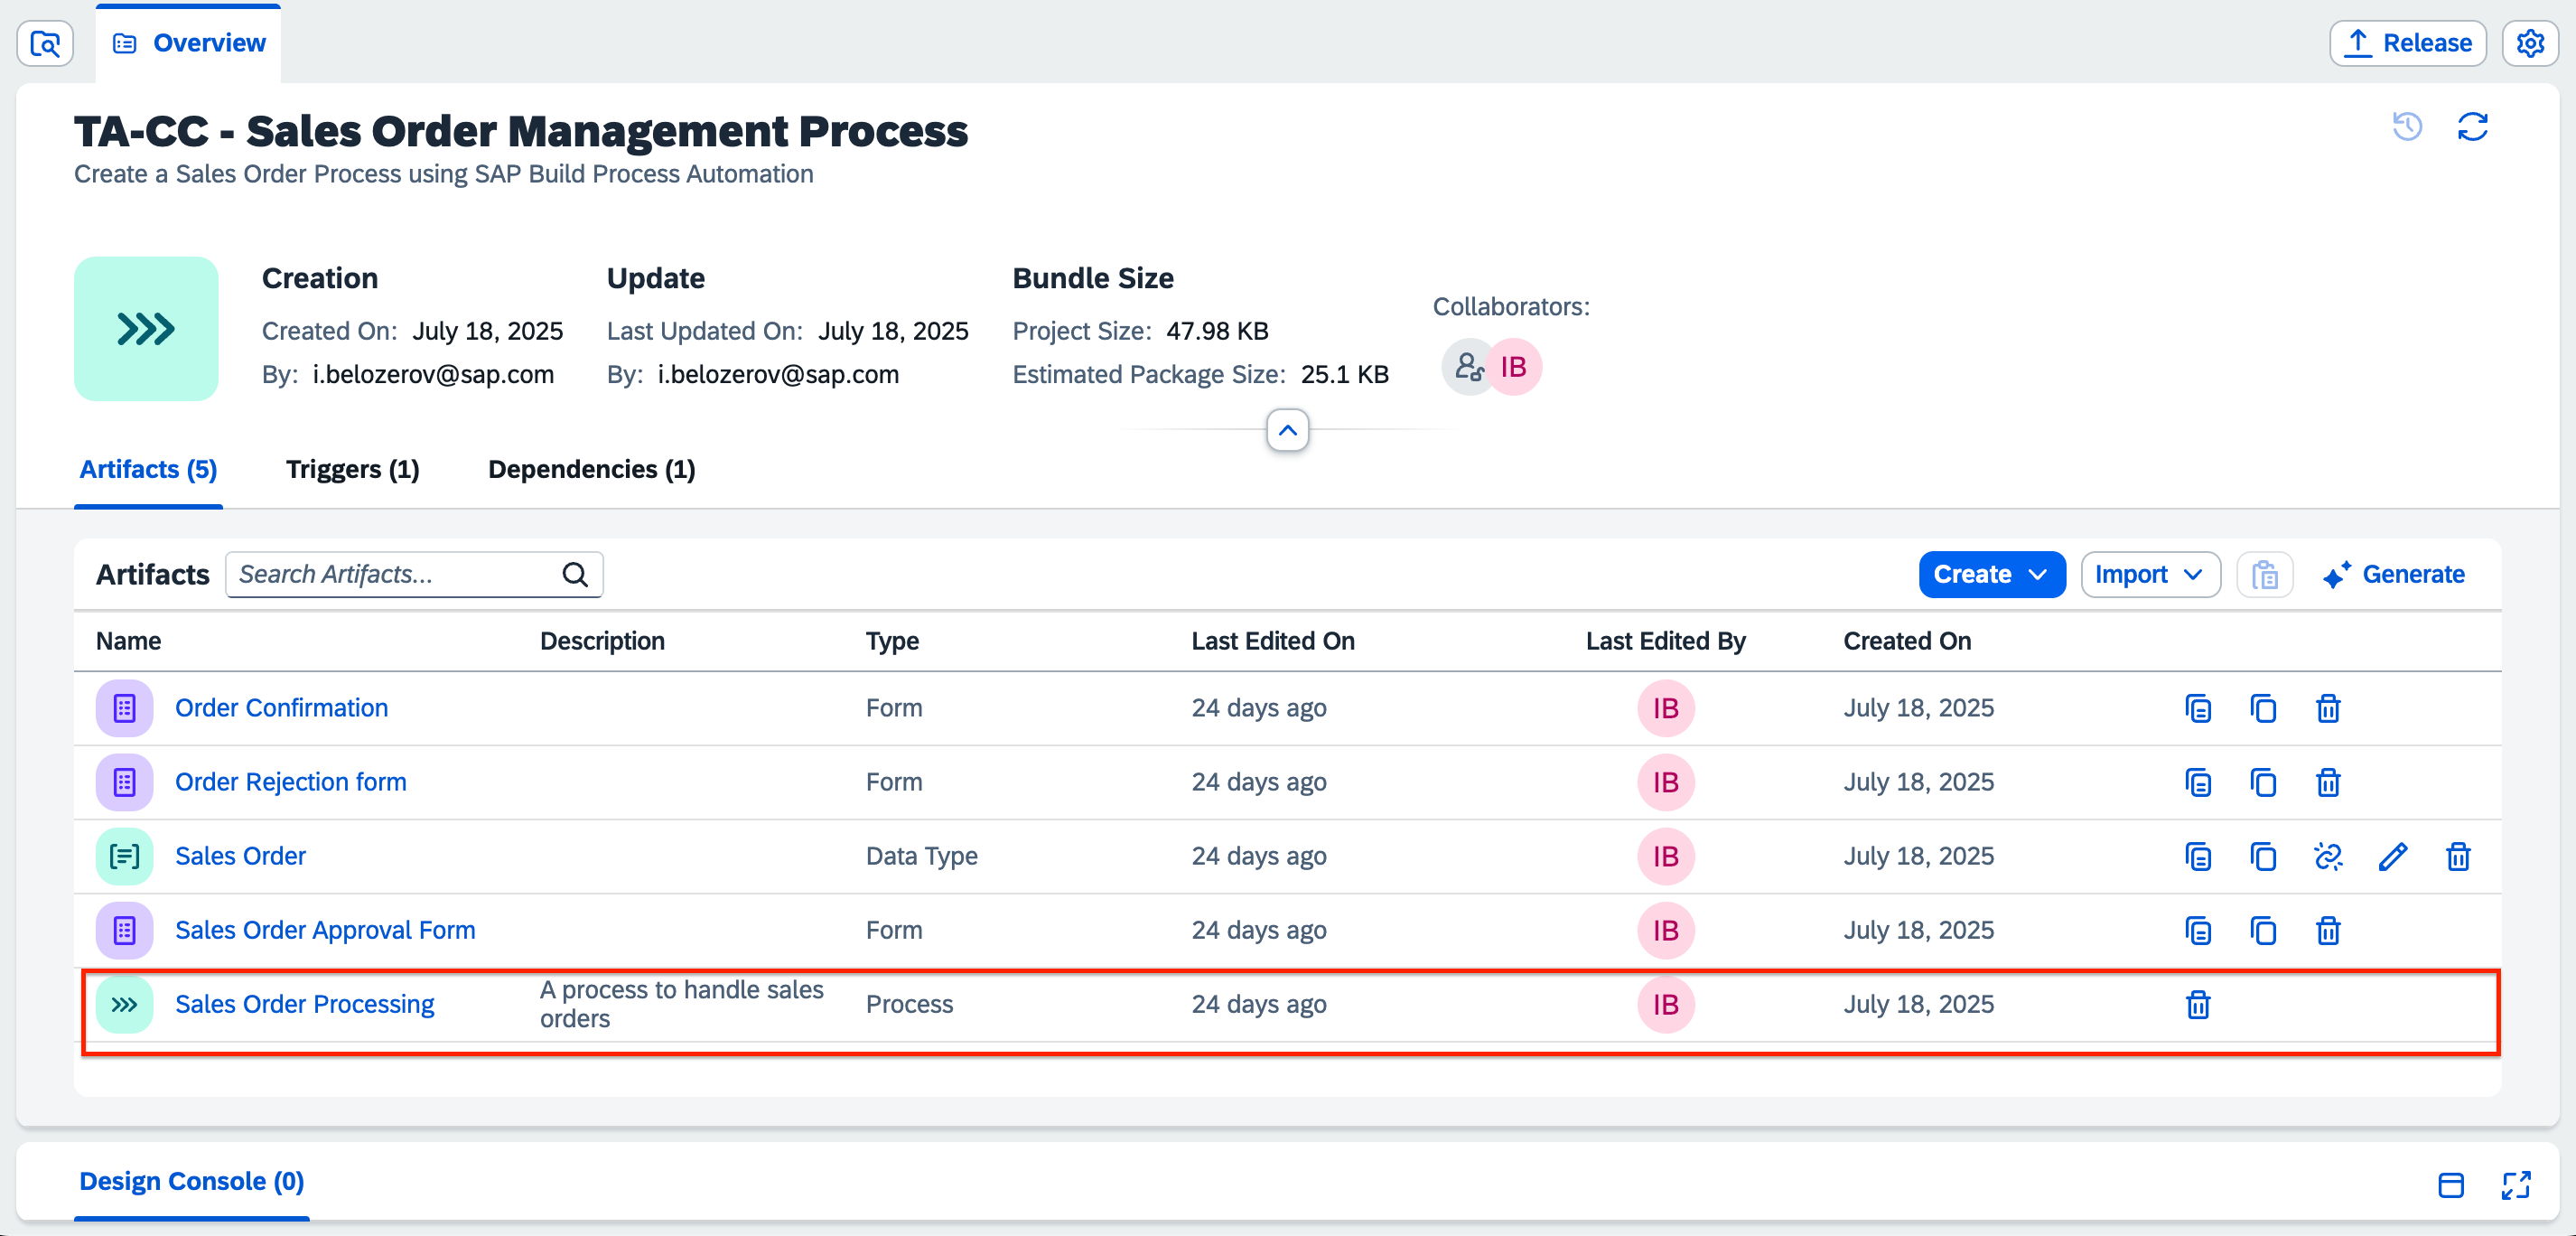 Overview
Release
TA-CC - Sales Order Management Process
Create a Sales Order Process using SAP Build Process Automation
Creation
Created On: July 18, 2025
By: i.belozerov@sap.com
Update
Last Updated On: July 18, 2025
By: i.belozerov@sap.com
Bundle Size
Project Size: 47.98 KB
Estimated Package Size: 25.1 KB
Collaborators:
IB
Artifacts (5) Triggers (1) Dependencies (1)
Artifacts Search Artifacts... Create Import Generate
Name Description Type Last Edited On Last Edited By Created On
Order Confirmation Form 24 days ago IB July 18, 2025
Order Rejection form Form 24 days ago IB July 18, 2025
Sales Order Data Type 24 days ago IB July 18, 2025
Sales Order Approval Form Form 24 days ago IB July 18, 2025
Sales Order Processing A process to handle sales
orders Process 24 days ago IB July 18, 2025
Design Console (0)